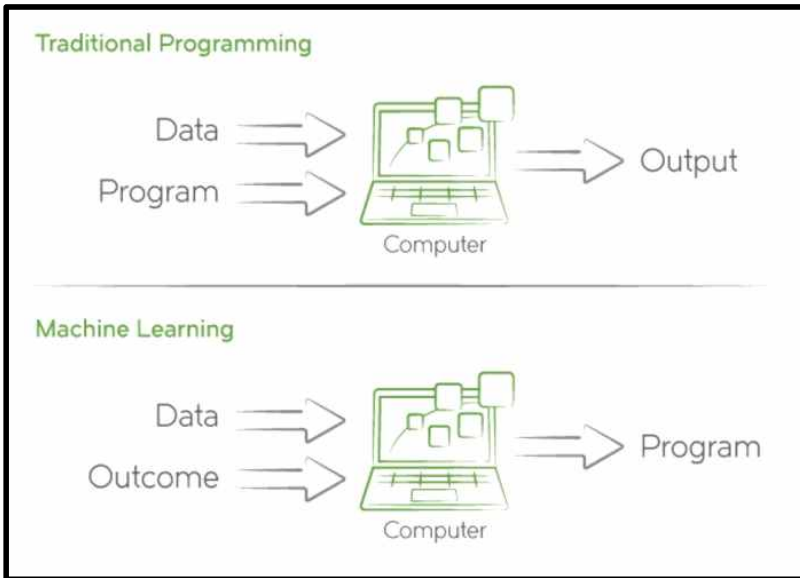 Traditional Programming
Data
Program
Output
Computer
Machine Learning
Data
Outcome
Program
Computer